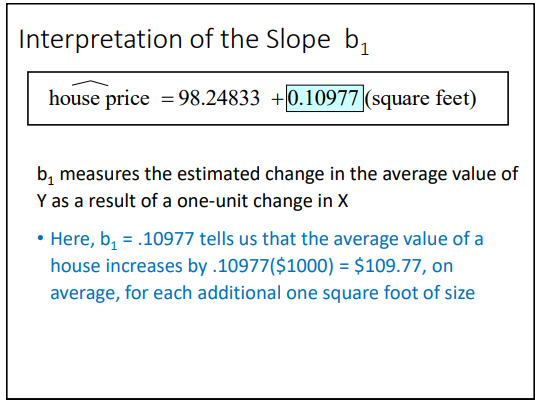 Interpretation of the Slope b₁
house price = 98.24833 + 0.10977 (square feet)
b₁ measures the estimated change in the average value of
Y as a result of a one-unit change in X
• Here, b₁ = .10977 tells us that the average value of a
house increases by .10977($1000) = $109.77, on
average, for each additional one square foot of size